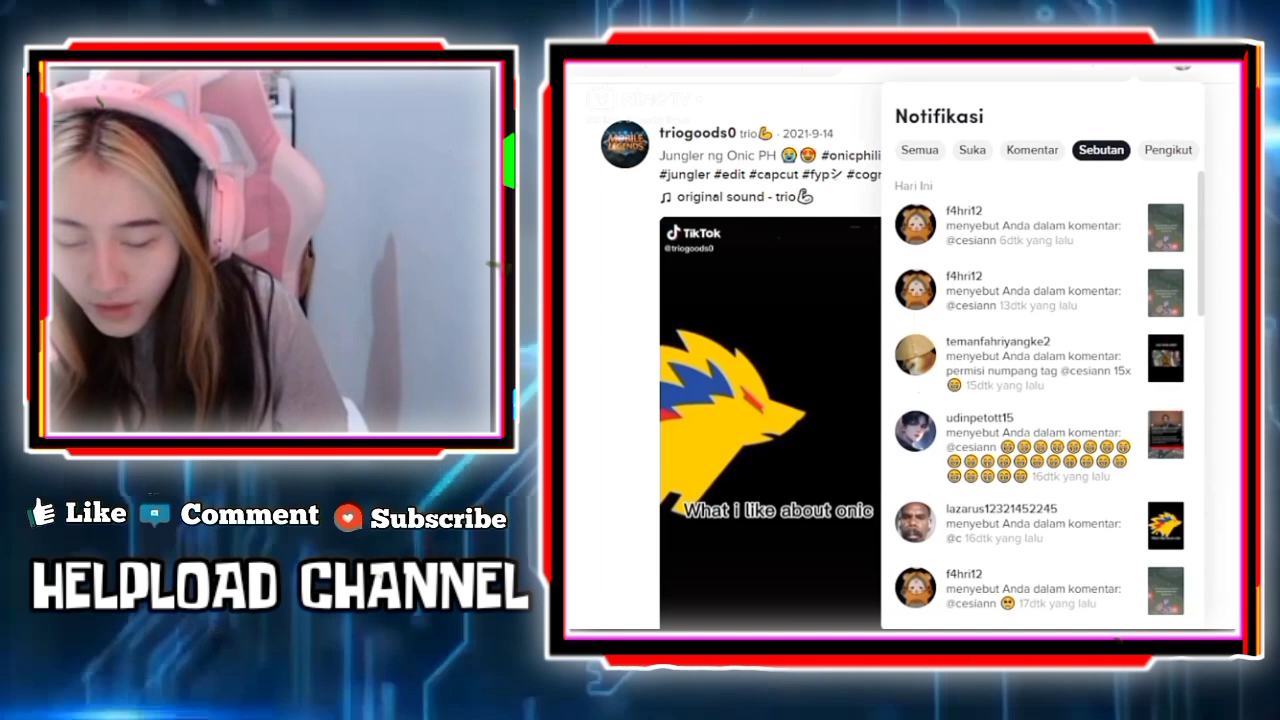 Like
Comment
Subscribe
HELPLOAD CHANNEL
triogoods0 trio💪 · 2021-9-14
Jungler ng Onic PH 😭😍 #onicphili
#jungler #edit #capcut #fypシ #cogr
♫ original sound - trio💪
TikTok
@triogoods0
What i like about onic
MOBILE
LEGENDS
Notifikasi
Semua
Suka
Komentar
Sebutan
Pengikut
Hari Ini
f4hri12
menyebut Anda dalam komentar:
@cesiann 6dtk yang lalu
f4hri12
menyebut Anda dalam komentar:
@cesiann 13dtk yang lalu
temanfahriyangke2
menyebut Anda dalam komentar:
permisi numpang tag @cesiann 15x
😁 15dtk yang lalu
udinpetott15
menyebut Anda dalam komentar:
@cesiann 😁😁😁😁😁😁😁😁
😁😁😁😁😁😁😁😁😁😁😁
😁😁😁😁😁 16dtk yang lalu
lazarus12321452245
menyebut Anda dalam komentar:
@c 16dtk yang lalu
f4hri12
menyebut Anda dalam komentar:
@cesiann 🥺 17dtk yang lalu